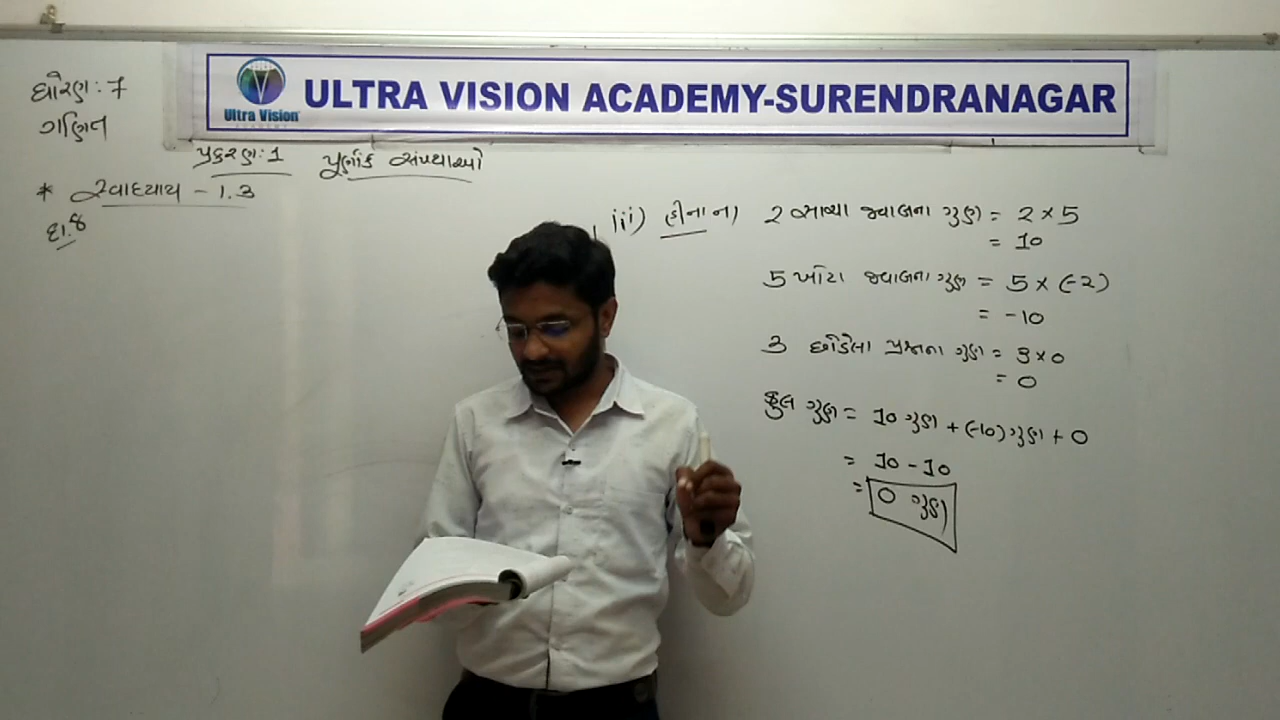 ULTRA VISION ACADEMY-SURENDRANAGAR
Ultra Vision
ACADEMY
ધોરણ : 7
ગણિત
પ્રકરણ : 1 પૂર્ણાંક સંખ્યાઓ
* સ્વાધ્યાય - 1.3
દા.8
iii) હીનાના 2 સાચા જવાબના ગુણ = 2 × 5
= 10
5 ખોટા જવાબના ગુણ = 5 × (-2)
= -10
3 છોડેલા પ્રશ્નના ગુણ = 3 × 0
= 0
કુલ ગુણ = 10 ગુણ + (-10) ગુણ + 0
= 10 - 10
= 0 ગુણ